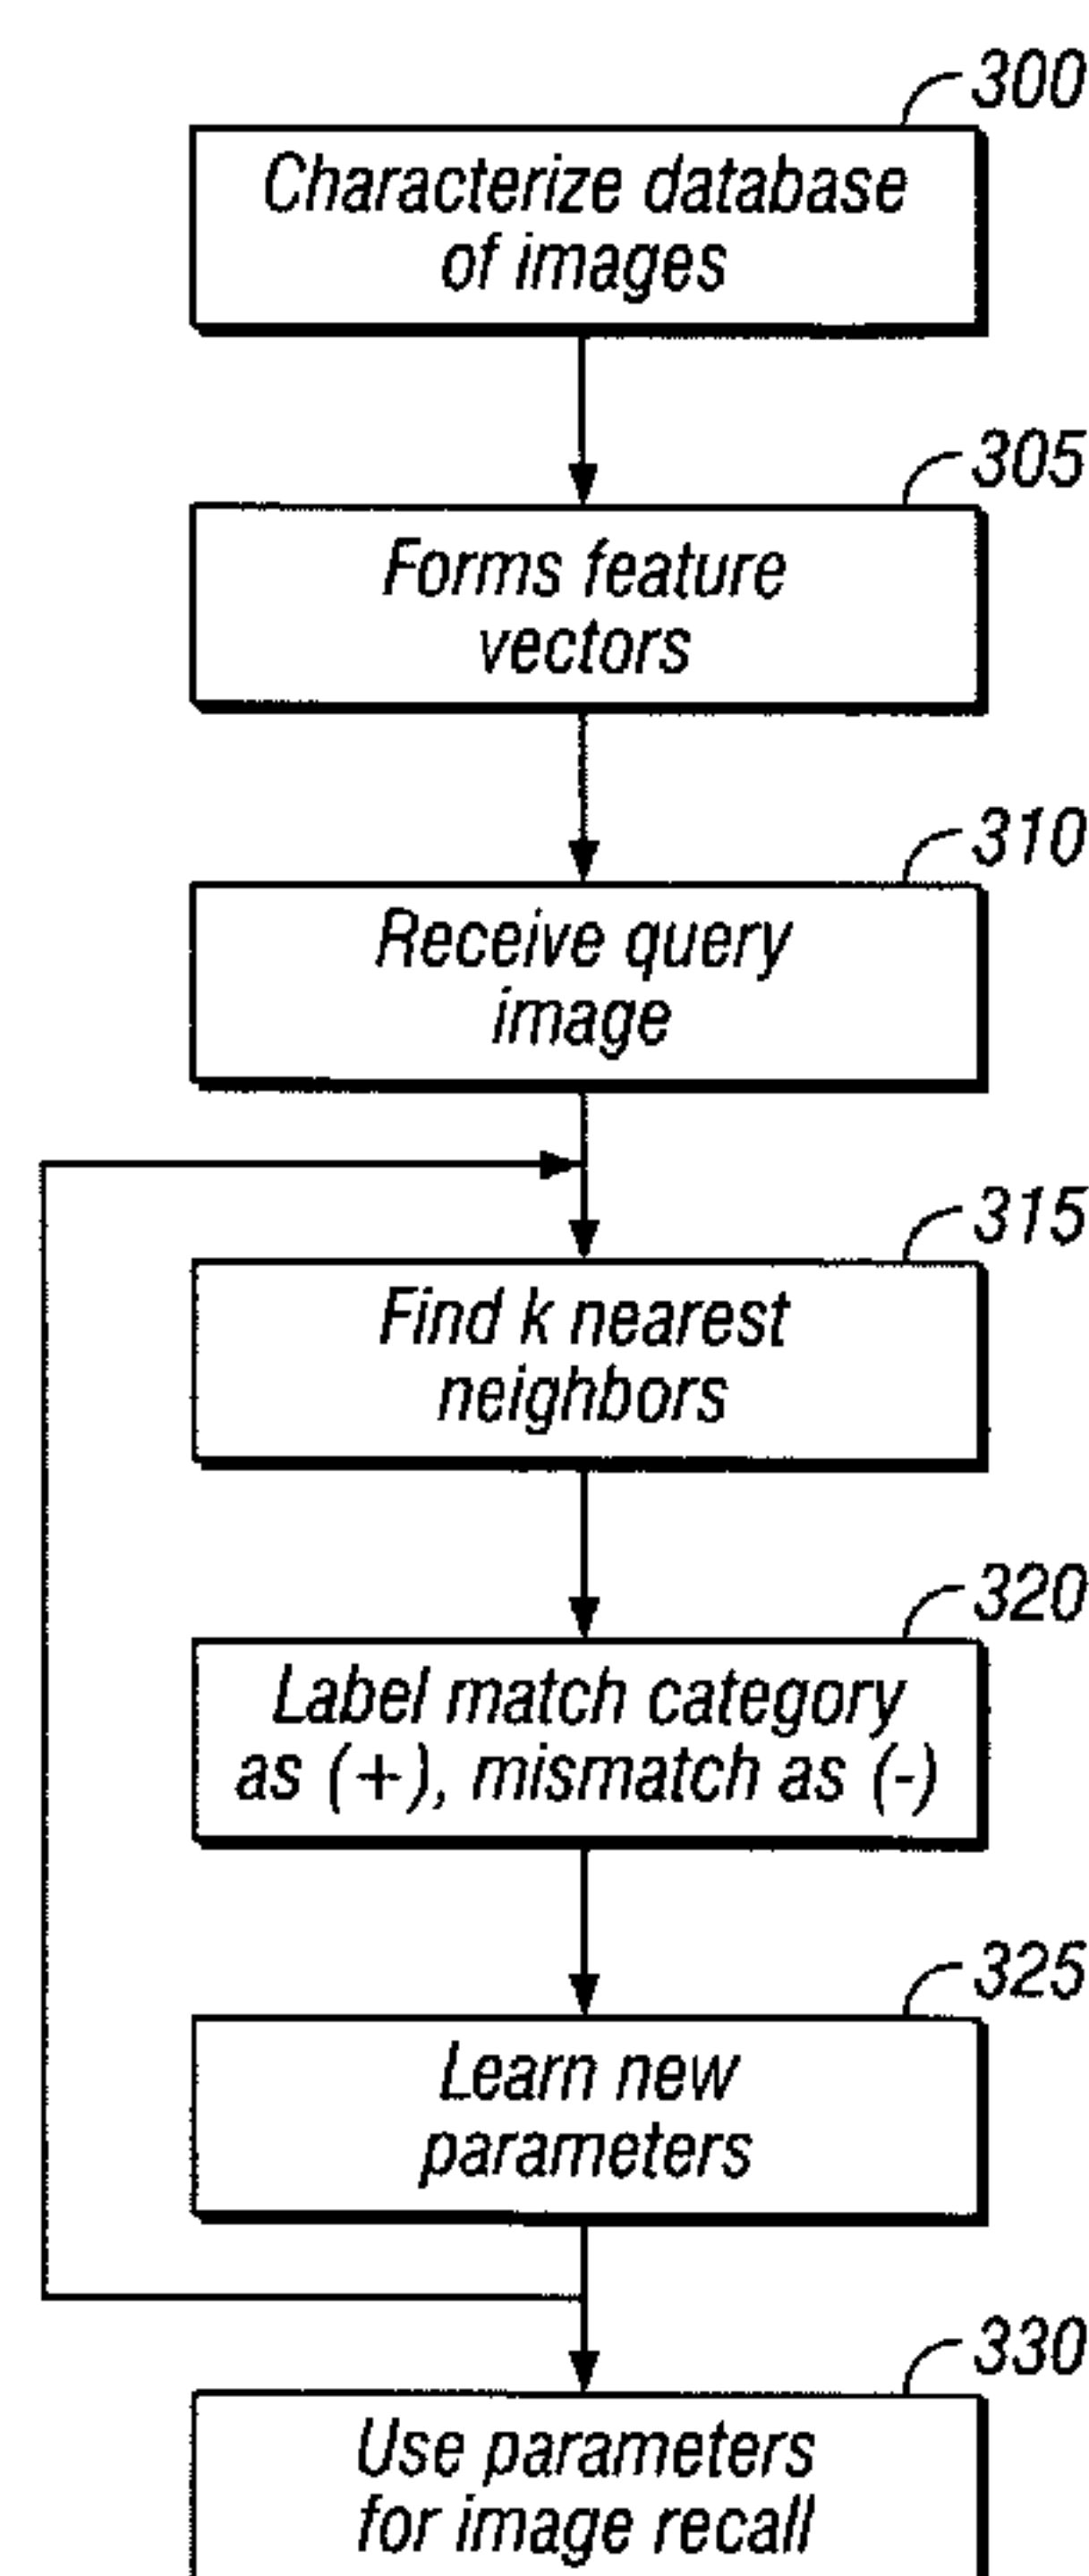 300
Characterize database
of images
305
Forms feature
vectors
310
Receive query
image
315
Find k nearest
neighbors
320
Label match category
as (+), mismatch as (-)
325
Learn new
parameters
330
Use parameters
for image recall